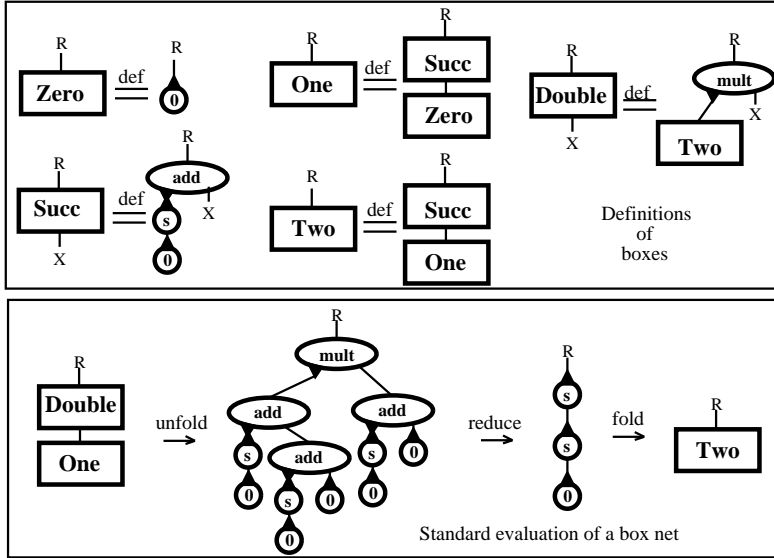 R
Zero
def
R
0
R
One
def
R
Succ
Zero
R
Double
X
def
R
mult
X
Two
R
Succ
X
def
R
add
X
s
0
R
Two
def
R
Succ
One
Definitions
of
boxes
R
Double
One
unfold
R
mult
add
add
s
add
s
0
0
s
0
0
0
reduce
R
s
s
0
fold
R
Two
Standard evaluation of a box net